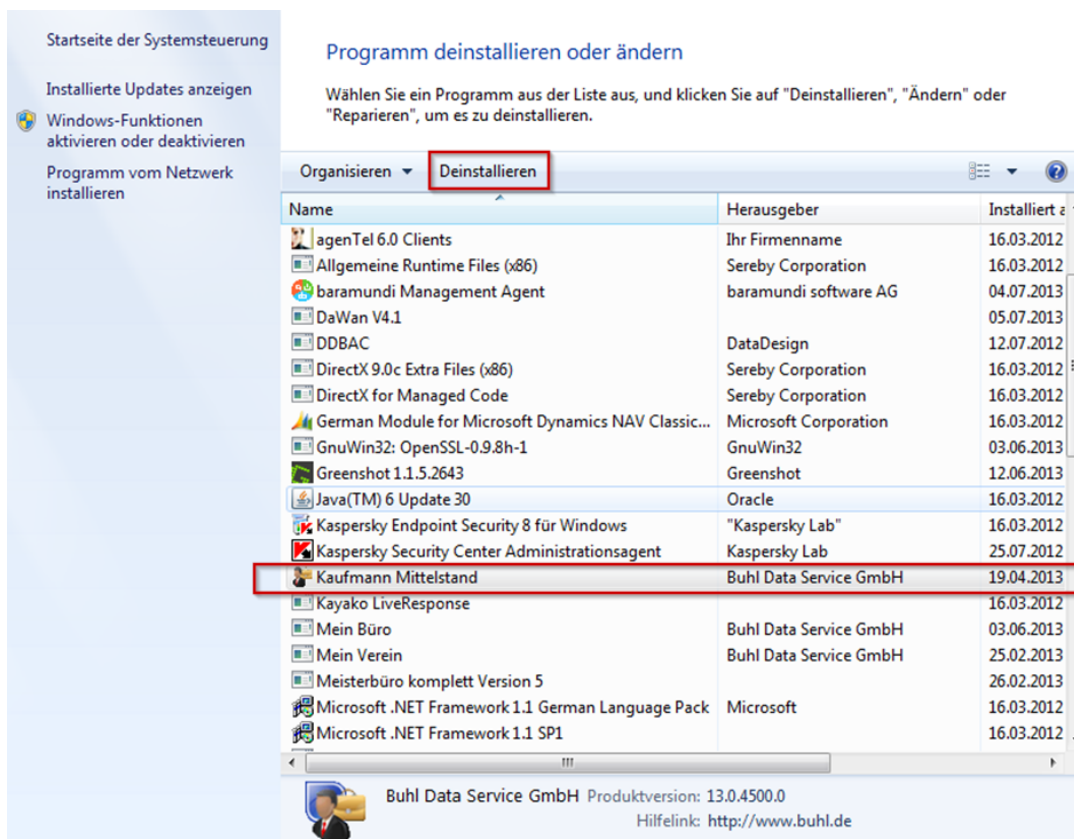 Startseite der Systemsteuerung
Installierte Updates anzeigen
Windows-Funktionen
aktivieren oder deaktivieren
Programm vom Netzwerk
installieren
Programm deinstallieren oder ändern
Wählen Sie ein Programm aus der Liste aus, und klicken Sie auf "Deinstallieren", "Ändern" oder
"Reparieren", um es zu deinstallieren.
Organisieren Deinstallieren
Name Herausgeber Installiert a
agenTel 6.0 Clients Ihr Firmenname 16.03.2012
Allgemeine Runtime Files (x86) Sereby Corporation 16.03.2012
baramundi Management Agent baramundi software AG 04.07.2013
DaWan V4.1 05.07.2013
DDBAC DataDesign 12.07.2012
DirectX 9.0c Extra Files (x86) Sereby Corporation 16.03.2012
DirectX for Managed Code Sereby Corporation 16.03.2012
German Module for Microsoft Dynamics NAV Classic... Microsoft Corporation 16.03.2012
GnuWin32: OpenSSL-0.9.8h-1 GnuWin32 03.06.2013
Greenshot 1.1.5.2643 Greenshot 12.06.2013
Java(TM) 6 Update 30 Oracle 16.03.2012
Kaspersky Endpoint Security 8 für Windows "Kaspersky Lab" 16.03.2012
Kaspersky Security Center Administrationsagent Kaspersky Lab 25.07.2012
Kaufmann Mittelstand Buhl Data Service GmbH 19.04.2013
Kayako LiveResponse 16.03.2012
Mein Büro Buhl Data Service GmbH 03.06.2013
Mein Verein Buhl Data Service GmbH 25.02.2013
Meisterbüro komplett Version 5 26.02.2013
Microsoft .NET Framework 1.1 German Language Pack Microsoft 16.03.2012
Microsoft .NET Framework 1.1 SP1 16.03.2012
Buhl Data Service GmbH Produktversion: 13.0.4500.0
Hilfelink: http://www.buhl.de